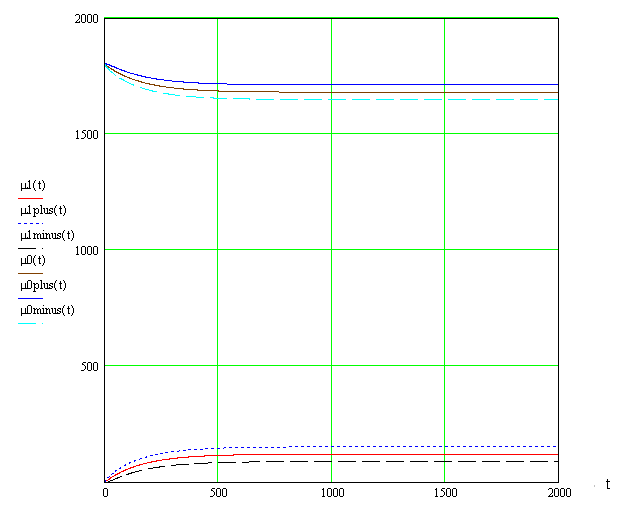 2000
1500
1000
500
μ1(t)
μ1plus(t)
μ1minus(t)
μ0(t)
μ0plus(t)
μ0minus(t)
0 500 1000 1500 2000
t